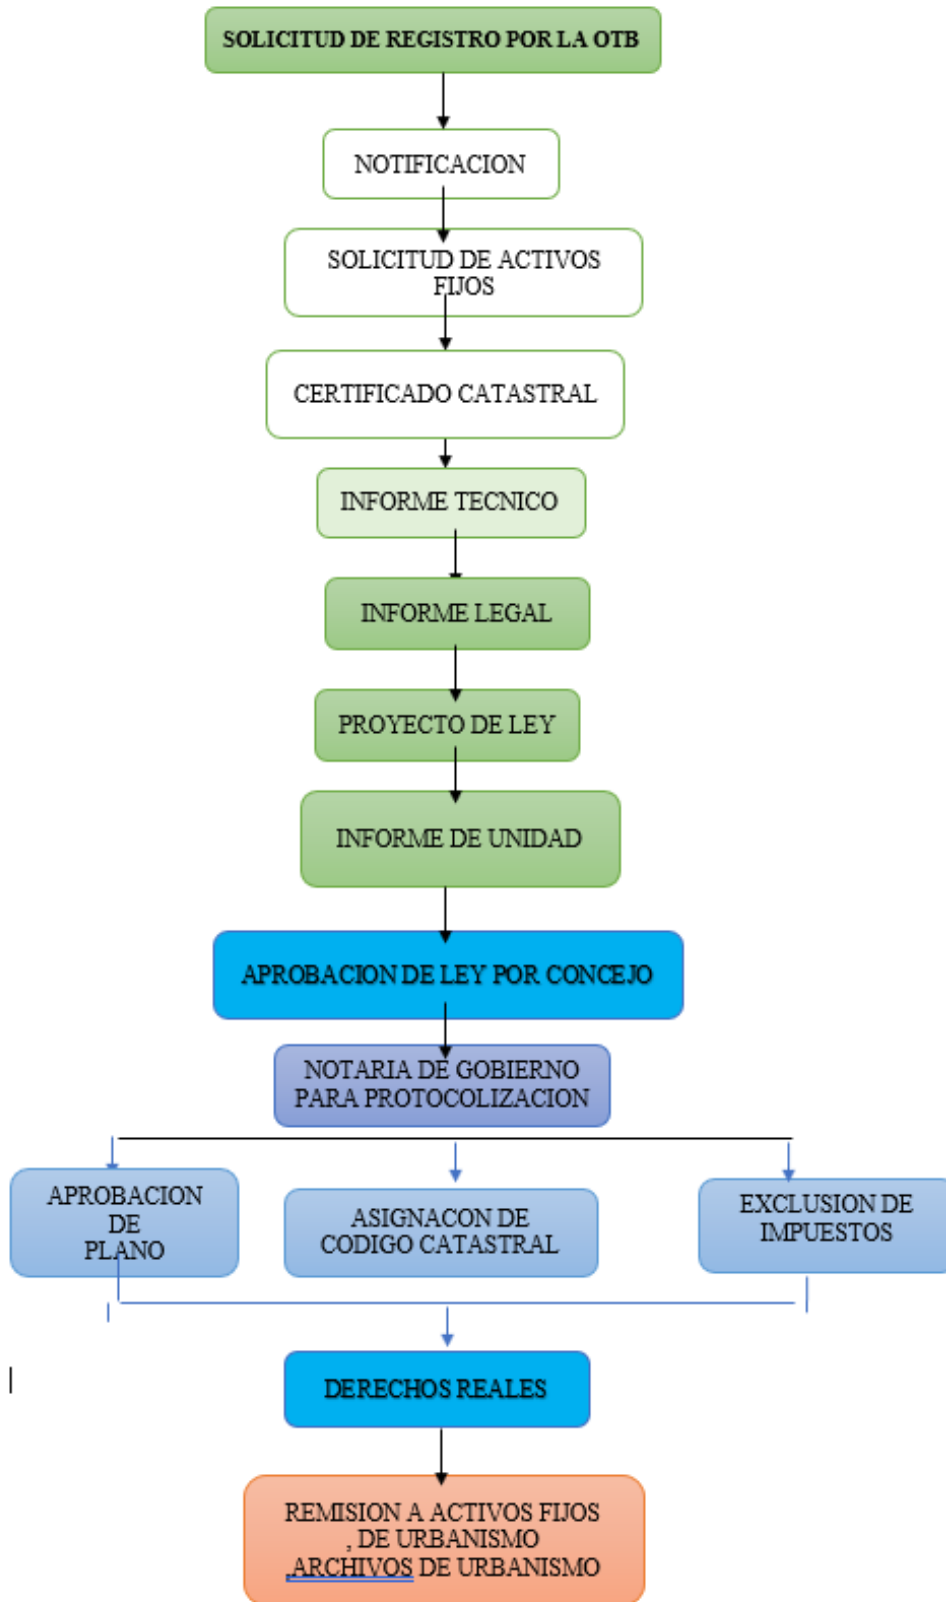 SOLICITUD DE REGISTRO POR LA OTB
NOTIFICACION
SOLICITUD DE ACTIVOS
FIJOS
CERTIFICADO CATASTRAL
INFORME TECNICO
INFORME LEGAL
PROYECTO DE LEY
INFORME DE UNIDAD
APROBACION DE LEY POR CONCEJO
NOTARIA DE GOBIERNO
PARA PROTOCOLIZACION
APROBACION
DE
PLANO
ASIGNACON DE
CODIGO CATASTRAL
EXCLUSION DE
IMPUESTOS
DERECHOS REALES
REMISION A ACTIVOS FIJOS
, DE URBANISMO
,ARCHIVOS DE URBANISMO